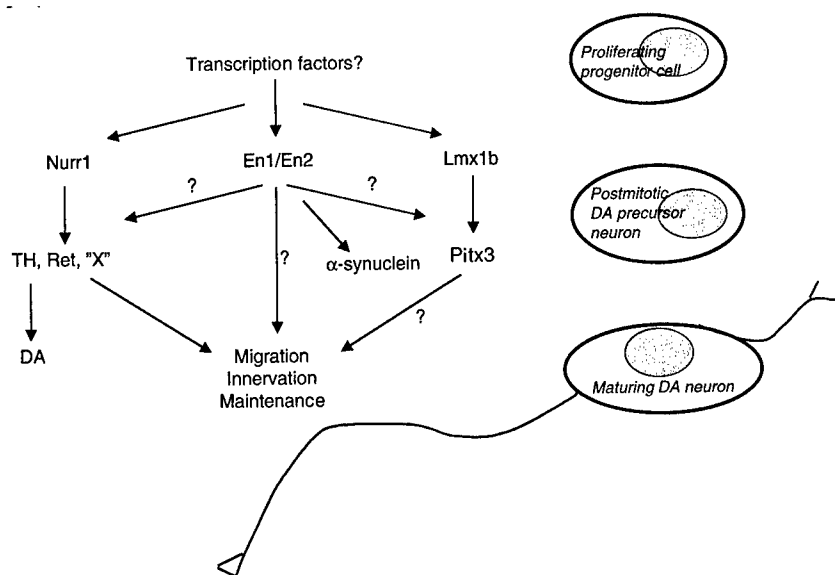 Transcription factors?
Proliferating
progenitor cell
Nurr1
En1/En2
Lmx1b
?
?
Postmitotic
DA precursor
neuron
TH, Ret, "X"
?
α-synuclein
Pitx3
?
DA
Migration
Innervation
Maintenance
Maturing DA neuron